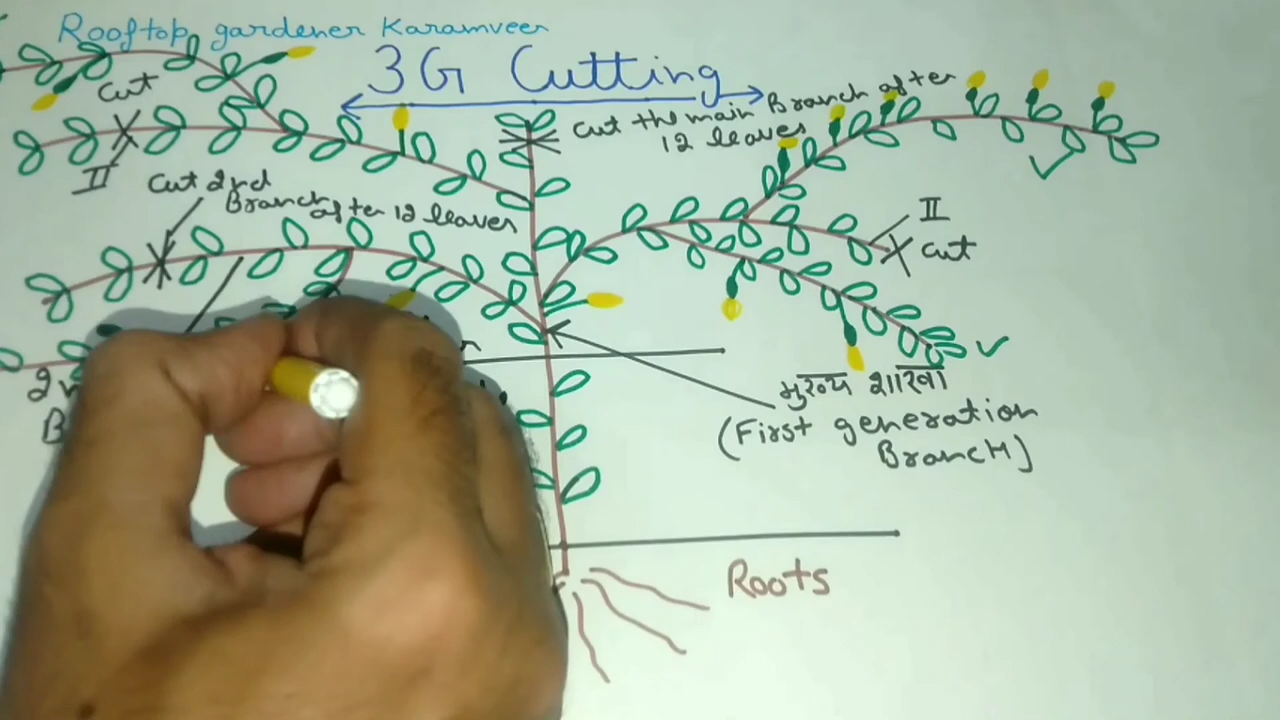 Rooftop gardener Karamveer
3G Cutting
Cut
Cut the main Branch after
12 leaves
II
Cut 2nd
Branch after 12 leaves
II
Cut
मुख्य शाखा
(First generation
Branch)
Roots